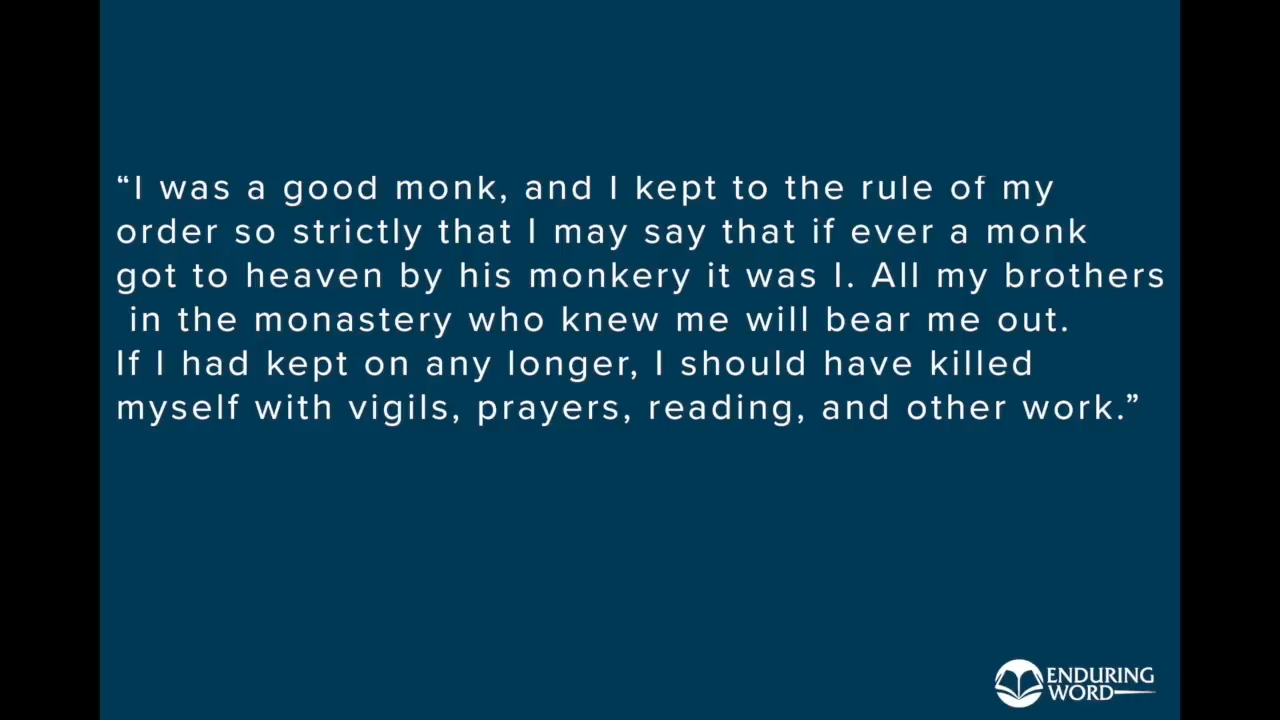 “I was a good monk, and I kept to the rule of my
order so strictly that I may say that if ever a monk
got to heaven by his monkery it was I. All my brothers
in the monastery who knew me will bear me out.
If I had kept on any longer, I should have killed
myself with vigils, prayers, reading, and other work.”
ENDURING
WORD